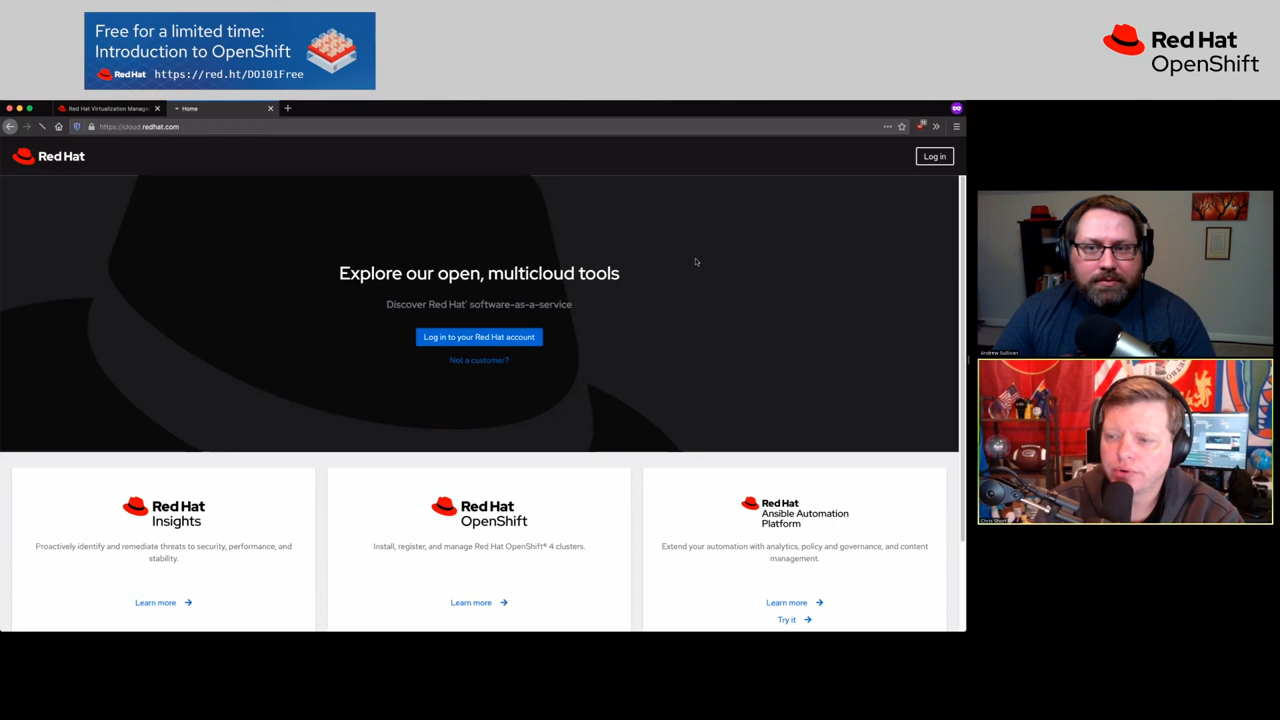 Free for a limited time:
Introduction to OpenShift
Red Hat https://red.ht/DO101Free
Red Hat
OpenShift
Red Hat Virtualization Manage
Home
https://cloud.redhat.com
Red Hat
Log in
Explore our open, multicloud tools
Discover Red Hat® software-as-a-service
Log in to your Red Hat account
Not a customer?
Andrew Sullivan
Red Hat
Insights
Proactively identify and remediate threats to security, performance, and
stability.
Learn more
Red Hat
OpenShift
Install, register, and manage Red Hat OpenShift® 4 clusters.
Learn more
Red Hat
Ansible Automation
Platform
Extend your automation with analytics, policy and governance, and content
management.
Learn more
Try it
Chris Short